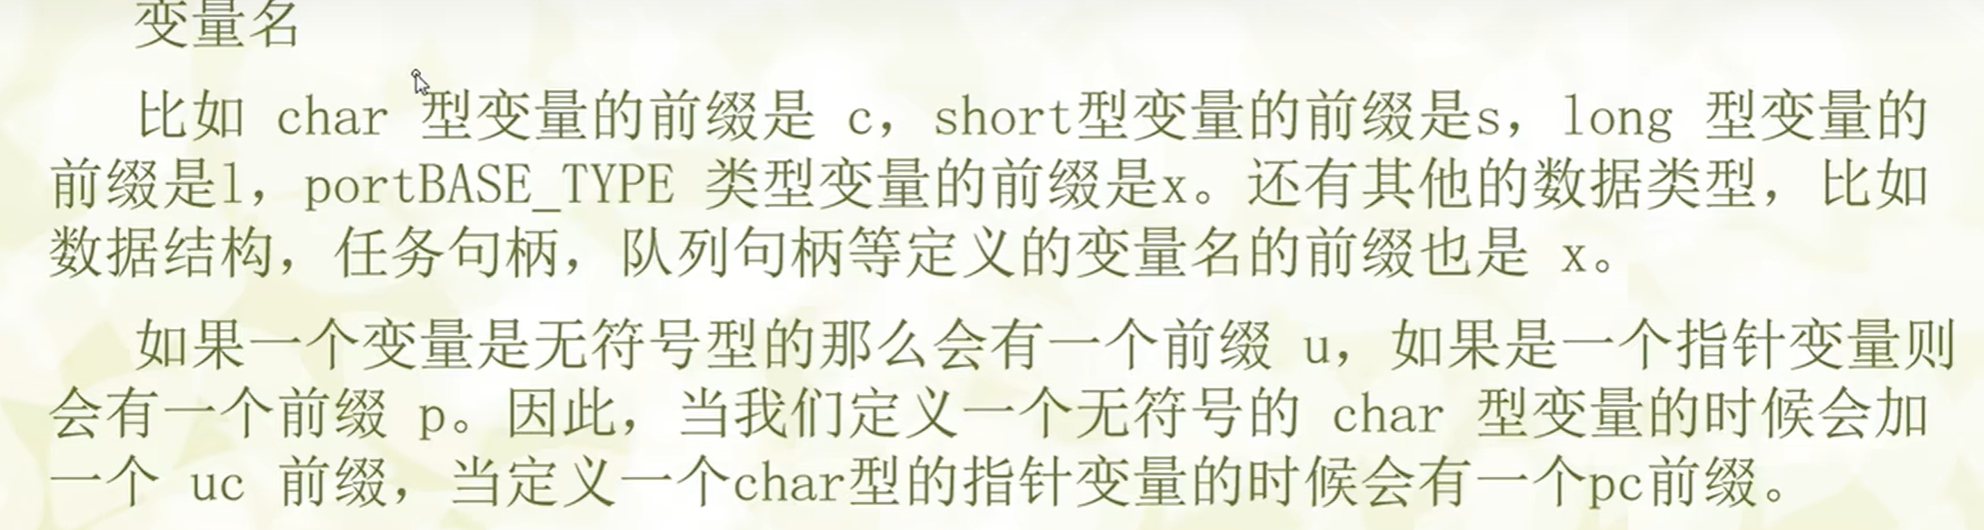 变量名
比如 char 型变量的前缀是 c，short型变量的前缀是s，long 型变量的
前缀是l，portBASE_TYPE 类型变量的前缀是x。还有其他的数据类型，比如
数据结构，任务句柄，队列句柄等定义的变量名的前缀也是 x。
如果一个变量是无符号型的那么会有一个前缀 u，如果是一个指针变量则
会有一个前缀 p。因此，当我们定义一个无符号的 char 型变量的时候会加
一个 uc 前缀，当定义一个char型的指针变量的时候会有一个pc前缀。